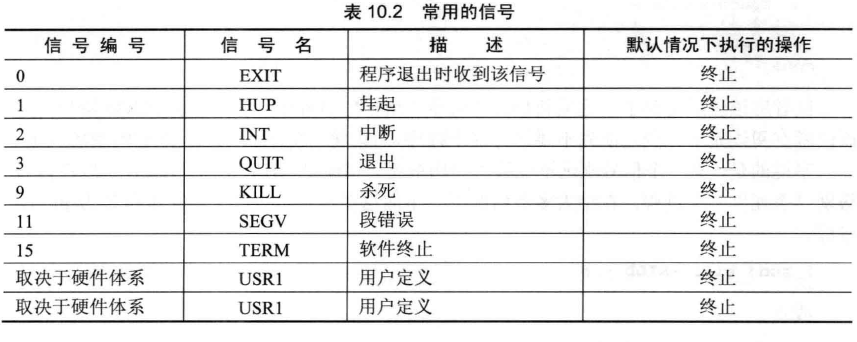 表 10.2 常用的信号
信号编号 信号名 描述 默认情况下执行的操作
0 EXIT 程序退出时收到该信号 终止
1 HUP 挂起 终止
2 INT 中断 终止
3 QUIT 退出 终止
9 KILL 杀死 终止
11 SEGV 段错误 终止
15 TERM 软件终止 终止
取决于硬件体系 USR1 用户定义 终止
取决于硬件体系 USR1 用户定义 终止